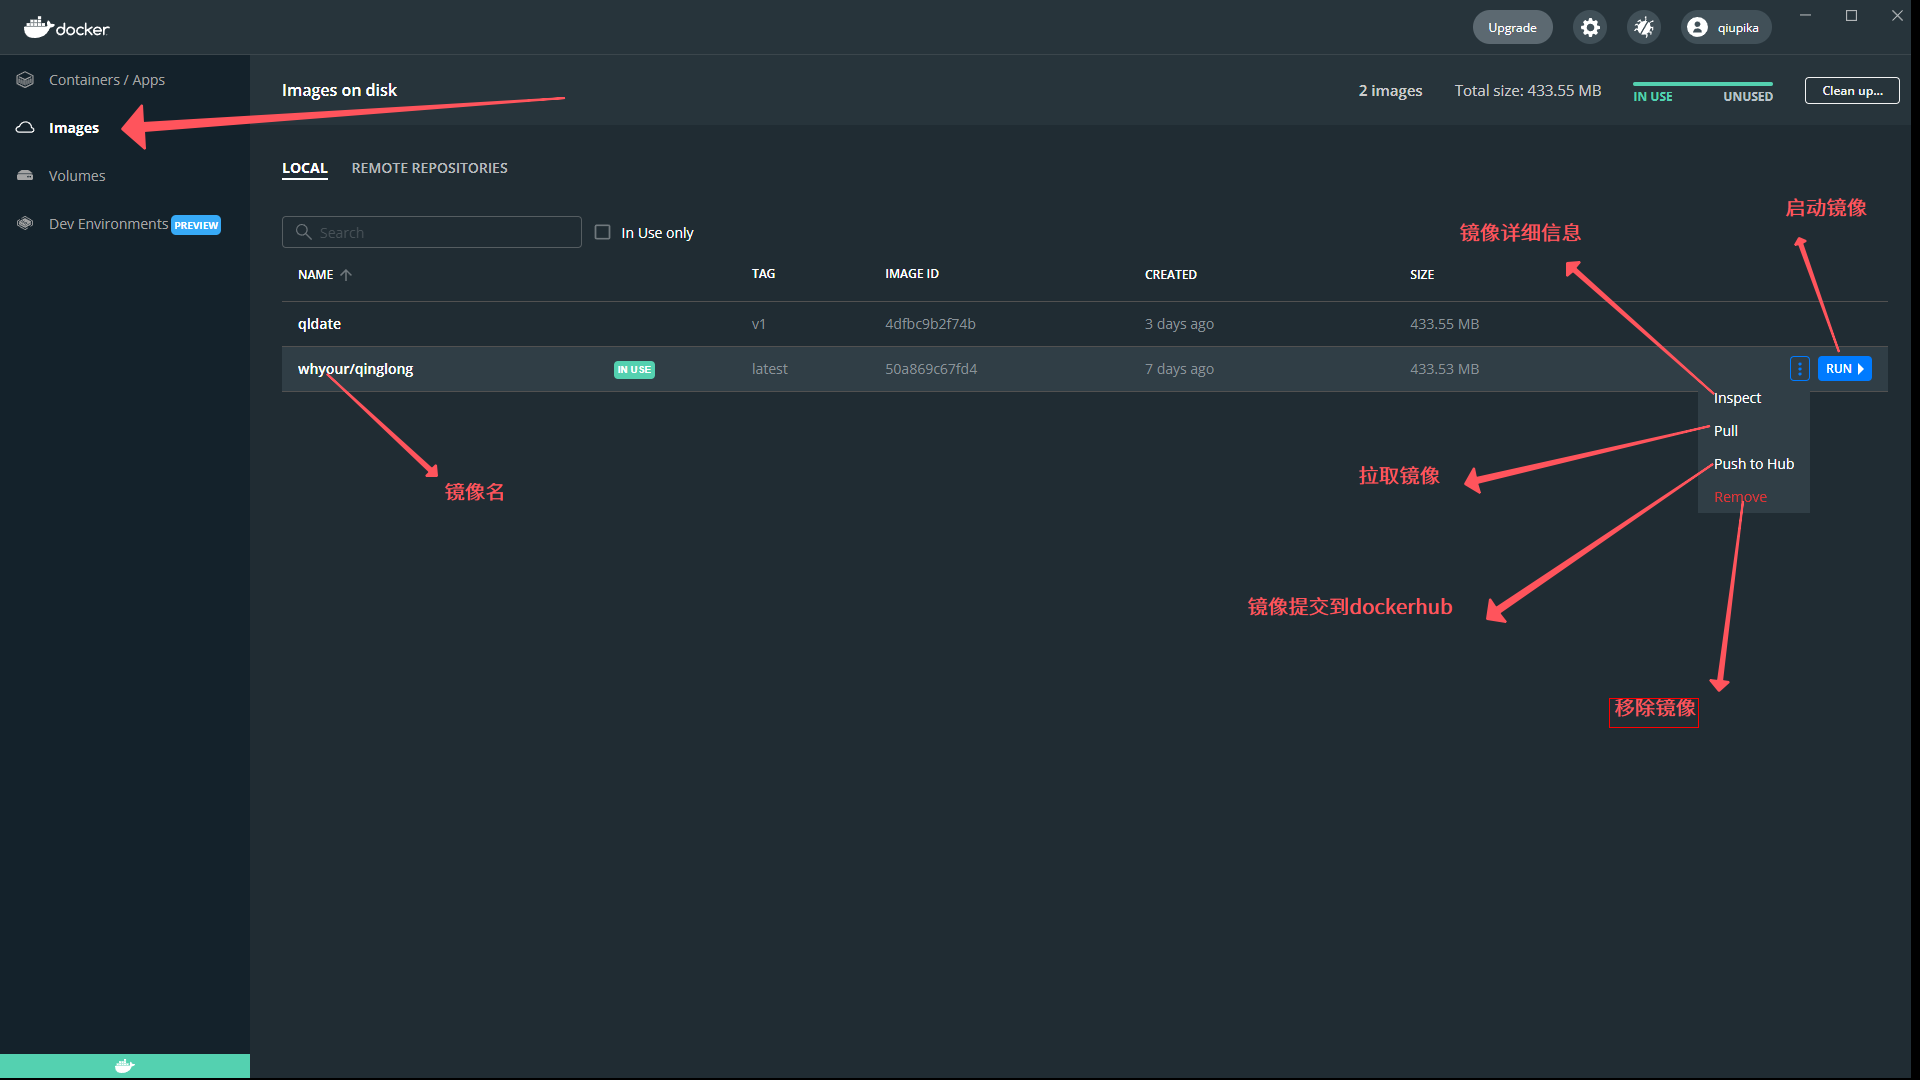 docker
Upgrade
qiupika
Containers / Apps
Images
Volumes
Dev Environments PREVIEW
Images on disk
2 images
Total size: 433.55 MB
IN USE
UNUSED
Clean up...
LOCAL
REMOTE REPOSITORIES
Search
In Use only
镜像详细信息
启动镜像
NAME TAG IMAGE ID CREATED SIZE
qldate v1 4dfbc9b2f74b 3 days ago 433.55 MB
whyour/qinglong IN USE latest 50a869c67fd4 7 days ago 433.53 MB RUN
Inspect
Pull
Push to Hub
Remove
拉取镜像
镜像名
镜像提交到dockerhub
移除镜像